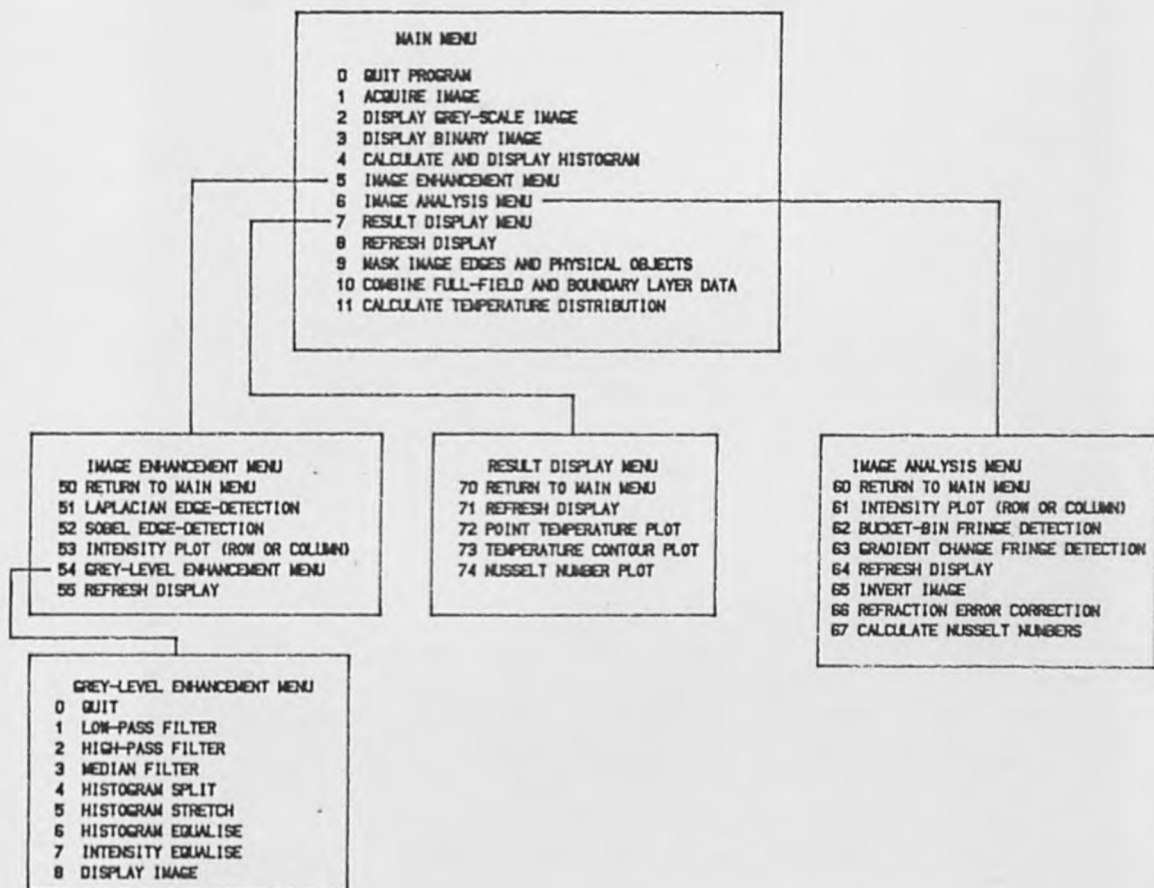 MAIN MENU
0 QUIT PROGRAM
1 ACQUIRE IMAGE
2 DISPLAY GREY-SCALE IMAGE
3 DISPLAY BINARY IMAGE
4 CALCULATE AND DISPLAY HISTOGRAM
5 IMAGE ENHANCEMENT MENU
6 IMAGE ANALYSIS MENU
7 RESULT DISPLAY MENU
8 REFRESH DISPLAY
9 MASK IMAGE EDGES AND PHYSICAL OBJECTS
10 COMBINE FULL-FIELD AND BOUNDARY LAYER DATA
11 CALCULATE TEMPERATURE DISTRIBUTION
IMAGE ENHANCEMENT MENU
50 RETURN TO MAIN MENU
51 LAPLACIAN EDGE-DETECTION
52 SOBEL EDGE-DETECTION
53 INTENSITY PLOT (ROW OR COLUMN)
54 GREY-LEVEL ENHANCEMENT MENU
55 REFRESH DISPLAY
RESULT DISPLAY MENU
70 RETURN TO MAIN MENU
71 REFRESH DISPLAY
72 POINT TEMPERATURE PLOT
73 TEMPERATURE CONTOUR PLOT
74 NUSSELT NUMBER PLOT
IMAGE ANALYSIS MENU
60 RETURN TO MAIN MENU
61 INTENSITY PLOT (ROW OR COLUMN)
62 BUCKET-BIN FRINGE DETECTION
63 GRADIENT CHANGE FRINGE DETECTION
64 REFRESH DISPLAY
65 INVERT IMAGE
66 REFRACTION ERROR CORRECTION
67 CALCULATE NUSSELT NUMBERS
GREY-LEVEL ENHANCEMENT MENU
0 QUIT
1 LOW-PASS FILTER
2 HIGH-PASS FILTER
3 MEDIAN FILTER
4 HISTOGRAM SPLIT
5 HISTOGRAM STRETCH
6 HISTOGRAM EQUALISE
7 INTENSITY EQUALISE
8 DISPLAY IMAGE